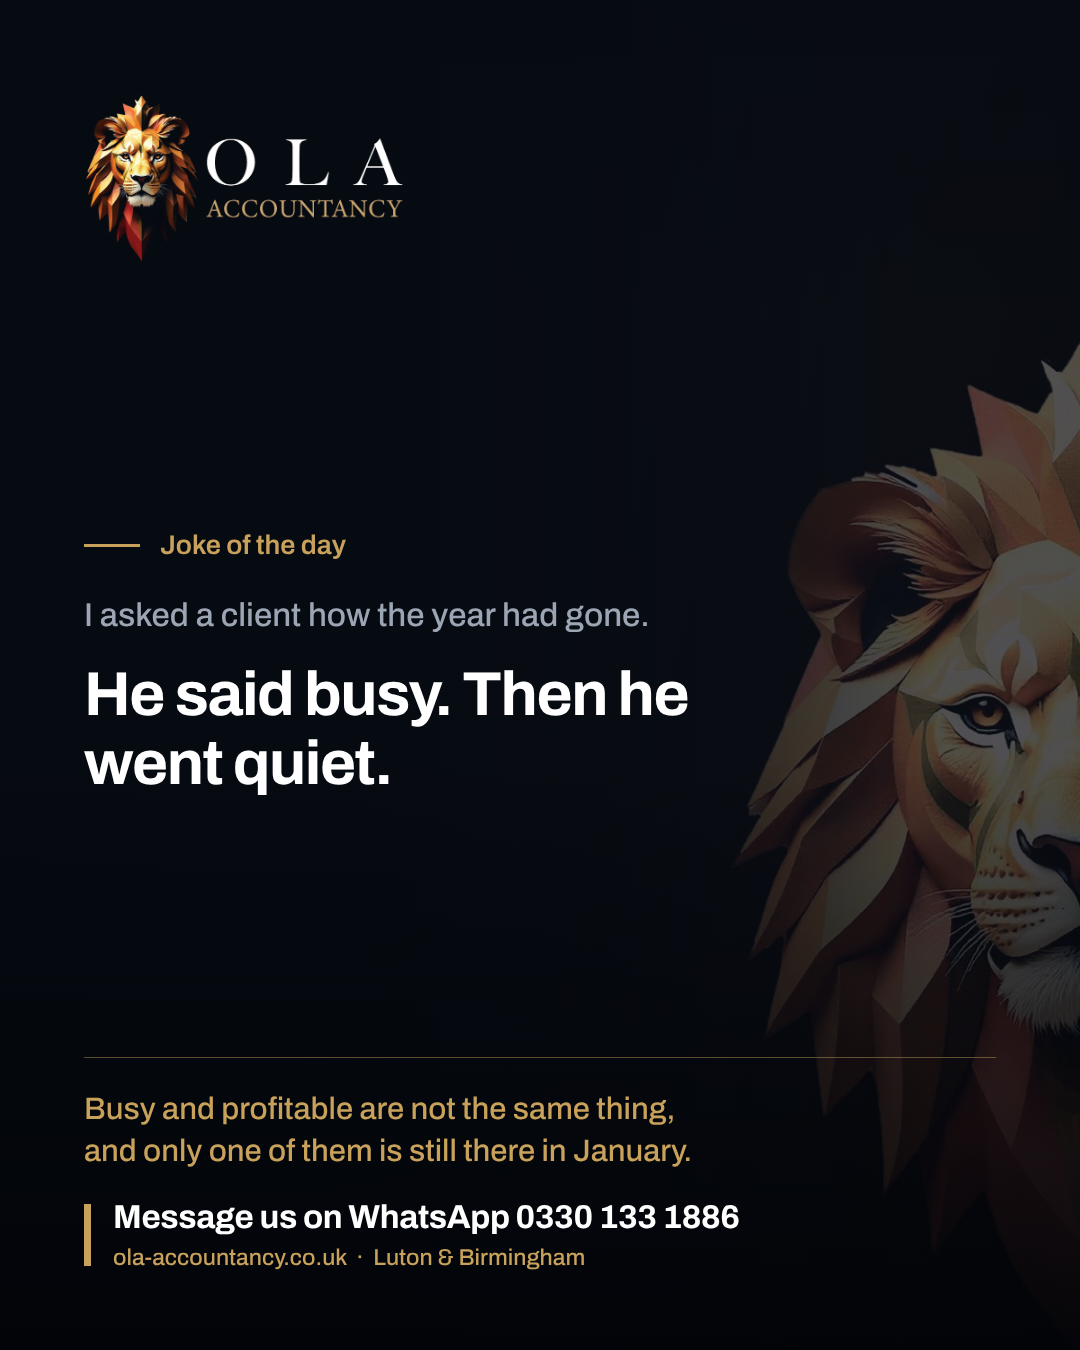 OLA
ACCOUNTANCY
Joke of the day
I asked a client how the year had gone.
He said busy. Then he
went quiet.
Busy and profitable are not the same thing,
and only one of them is still there in January.
Message us on WhatsApp 0330 133 1886
ola-accountancy.co.uk · Luton & Birmingham